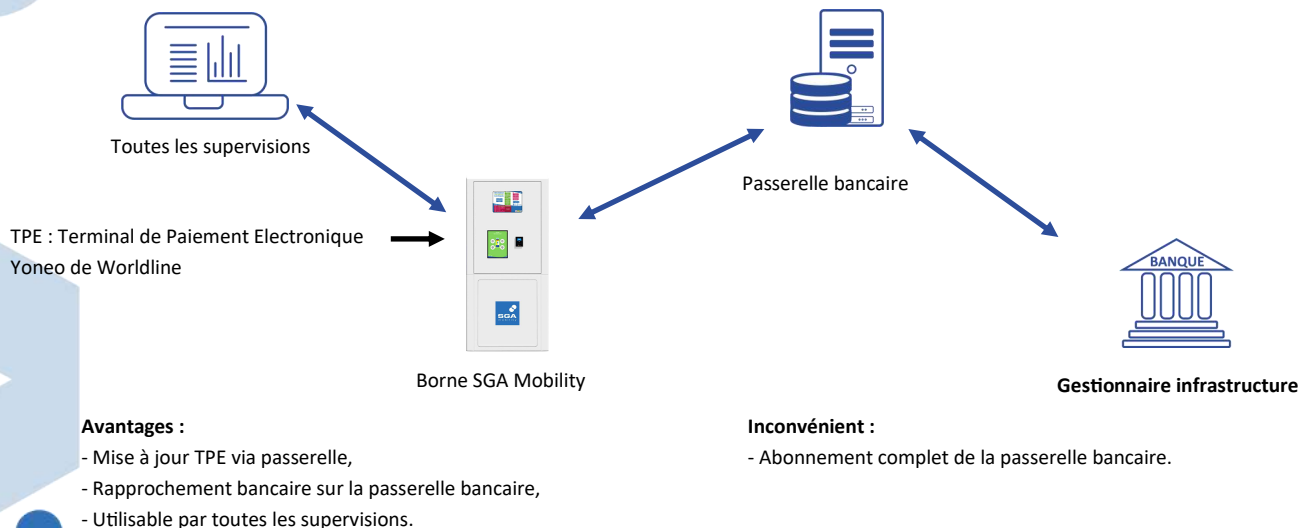 Toutes les supervisions
Passerelle bancaire
TPE : Terminal de Paiement Electronique
Yoneo de Worldline
BANQUE
SGA
Borne SGA Mobility
Gestionnaire infrastructure
Avantages :
- Mise à jour TPE via passerelle,
- Rapprochement bancaire sur la passerelle bancaire,
- Utilisable par toutes les supervisions.
Inconvénient :
- Abonnement complet de la passerelle bancaire.